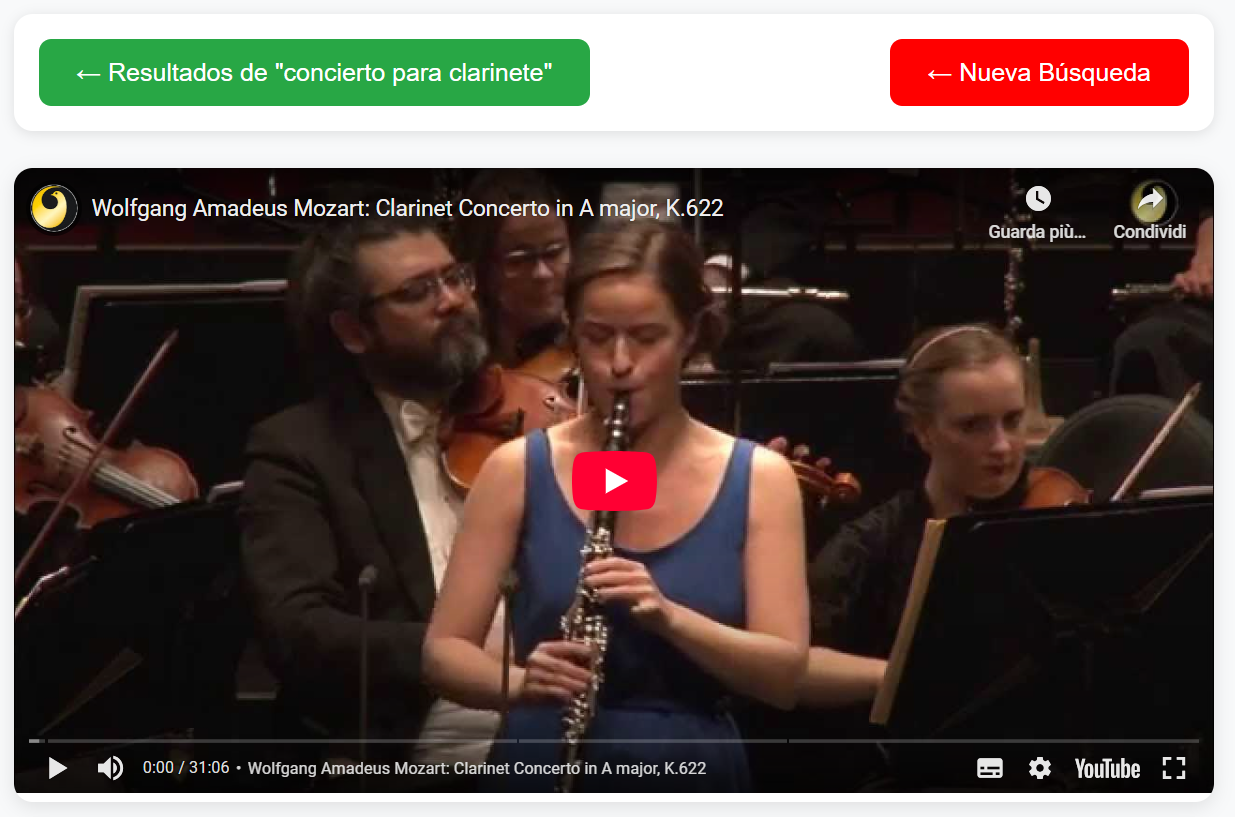 ← Resultados de "concierto para clarinete"
← Nueva Búsqueda
Wolfgang Amadeus Mozart: Clarinet Concerto in A major, K.622
Guarda più...
Condividi
0:00 / 31:06 • Wolfgang Amadeus Mozart: Clarinet Concerto in A major, K.622
YouTube